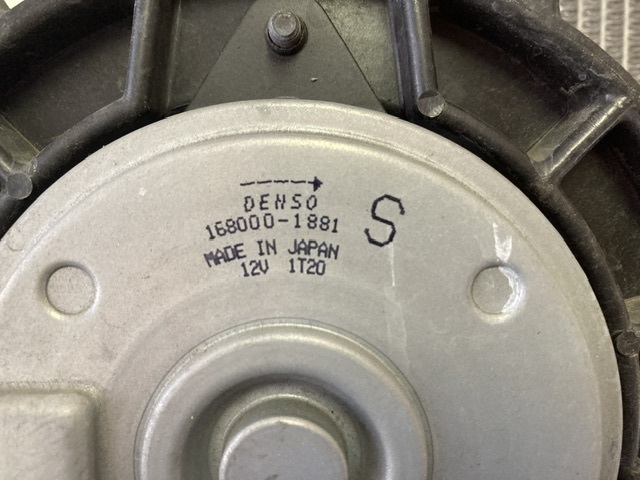 DENSO
168000-1881
S
MADE IN JAPAN
12V 1T20